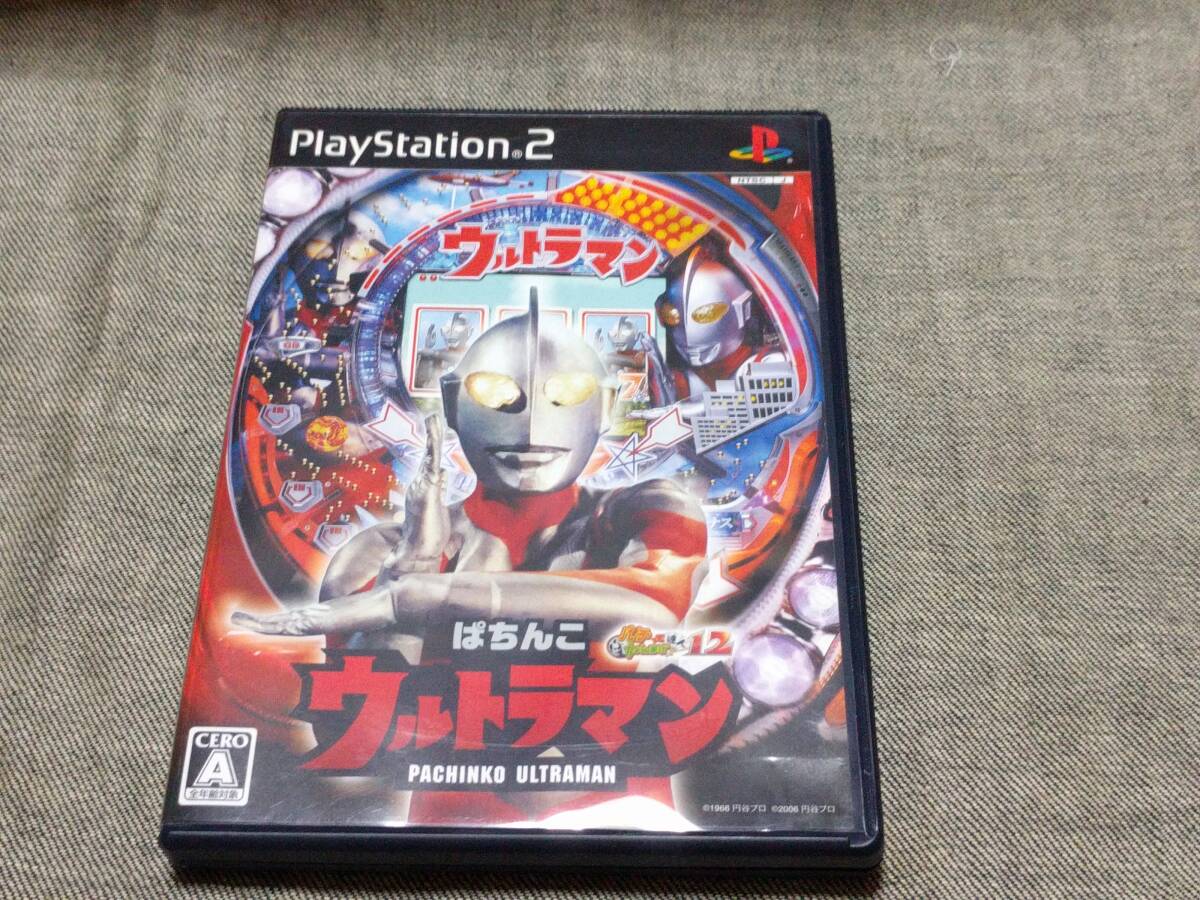 PlayStation®2
NTSC J
ウルトラマン
ぱちんこ
12
ウルトラマン
PACHINKO ULTRAMAN
CERO
A
全年齢対象
©1966 円谷プロ ©2006 円谷プロ